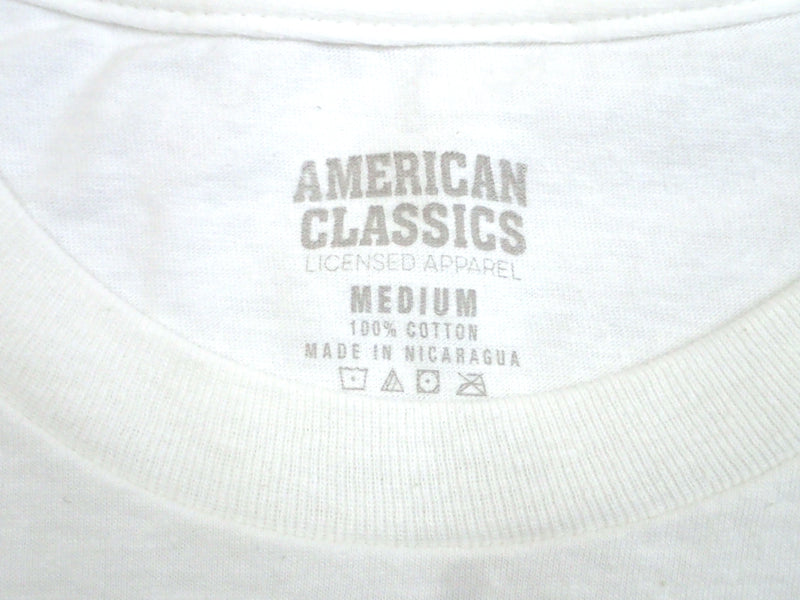 AMERICAN
CLASSICS
LICENSED APPAREL
MEDIUM
100% COTTON
MADE IN NICARAGUA